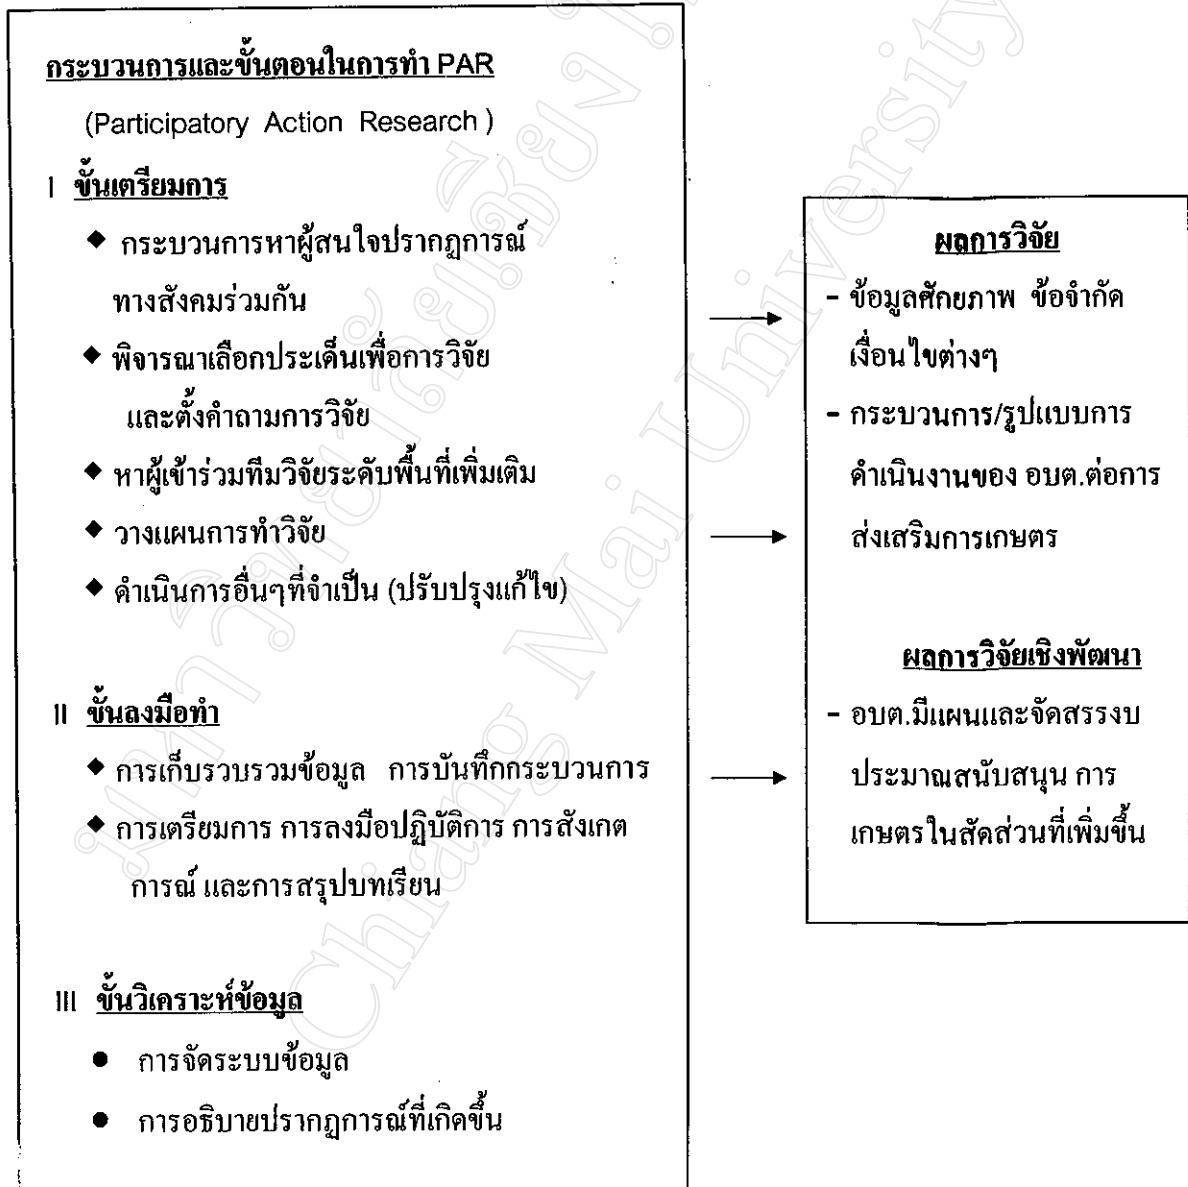 กระบวนการและขั้นตอนในการทำ PAR
(Participatory Action Research )
I ขั้นเตรียมการ
◆ กระบวนการหาผู้สนใจปรากฏการณ์
ทางสังคมร่วมกัน
◆ พิจารณาเลือกประเด็นเพื่อการวิจัย
และตั้งคำถามการวิจัย
◆ หาผู้เข้าร่วมทีมวิจัยระดับพื้นที่เพิ่มเติม
◆ วางแผนการทำวิจัย
◆ ดำเนินการอื่นๆที่จำเป็น (ปรับปรุงแก้ไข)
II ขั้นลงมือทำ
◆ การเก็บรวบรวมข้อมูล การบันทึกกระบวนการ
◆ การเตรียมการ การลงมือปฏิบัติการ การสังเกต
การณ์ และการสรุปบทเรียน
III ขั้นวิเคราะห์ข้อมูล
● การจัดระบบข้อมูล
● การอธิบายปรากฏการณ์ที่เกิดขึ้น
ผลการวิจัย
- ข้อมูลศักยภาพ ข้อจำกัด
เงื่อนไขต่างๆ
- กระบวนการ/รูปแบบการ
ดำเนินงานของ อบต.ต่อการ
ส่งเสริมการเกษตร
ผลการวิจัยเชิงพัฒนา
- อบต.มีแผนและจัดสรรงบ
ประมาณสนับสนุน การ
เกษตรในสัดส่วนที่เพิ่มขึ้น
มหาวิทยาลัยเชียงใ
Chiang Mai University